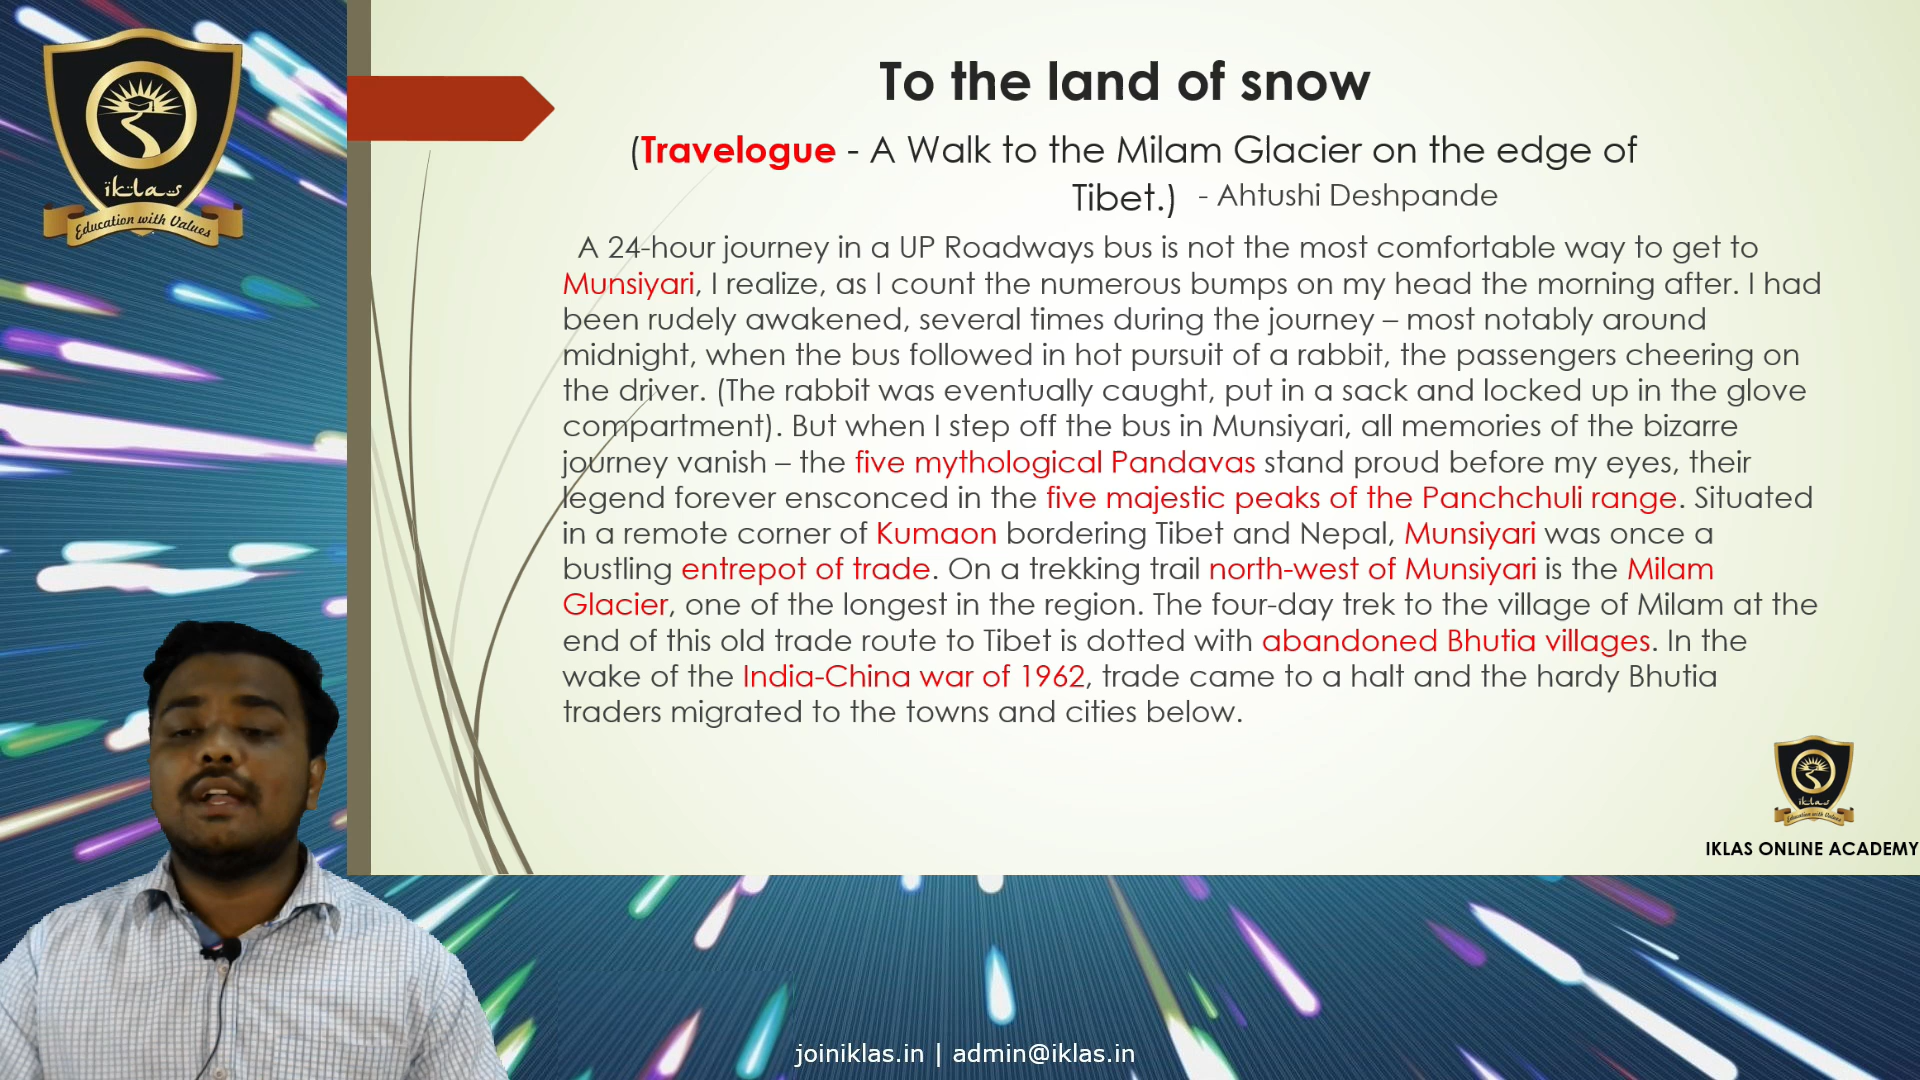 iklas
Education with Values
To the land of snow
(Travelogue - A Walk to the Milam Glacier on the edge of
Tibet.) - Ahtushi Deshpande
A 24-hour journey in a UP Roadways bus is not the most comfortable way to get to
Munsiyari, I realize, as I count the numerous bumps on my head the morning after. I had
been rudely awakened, several times during the journey – most notably around
midnight, when the bus followed in hot pursuit of a rabbit, the passengers cheering on
the driver. (The rabbit was eventually caught, put in a sack and locked up in the glove
compartment). But when I step off the bus in Munsiyari, all memories of the bizarre
journey vanish – the five mythological Pandavas stand proud before my eyes, their
legend forever ensconced in the five majestic peaks of the Panchchuli range. Situated
in a remote corner of Kumaon bordering Tibet and Nepal, Munsiyari was once a
bustling entrepot of trade. On a trekking trail north-west of Munsiyari is the Milam
Glacier, one of the longest in the region. The four-day trek to the village of Milam at the
end of this old trade route to Tibet is dotted with abandoned Bhutia villages. In the
wake of the India-China war of 1962, trade came to a halt and the hardy Bhutia
traders migrated to the towns and cities below.
iklas
Education with Values
IKLAS ONLINE ACADEMY
joiniklas.in | admin@iklas.in